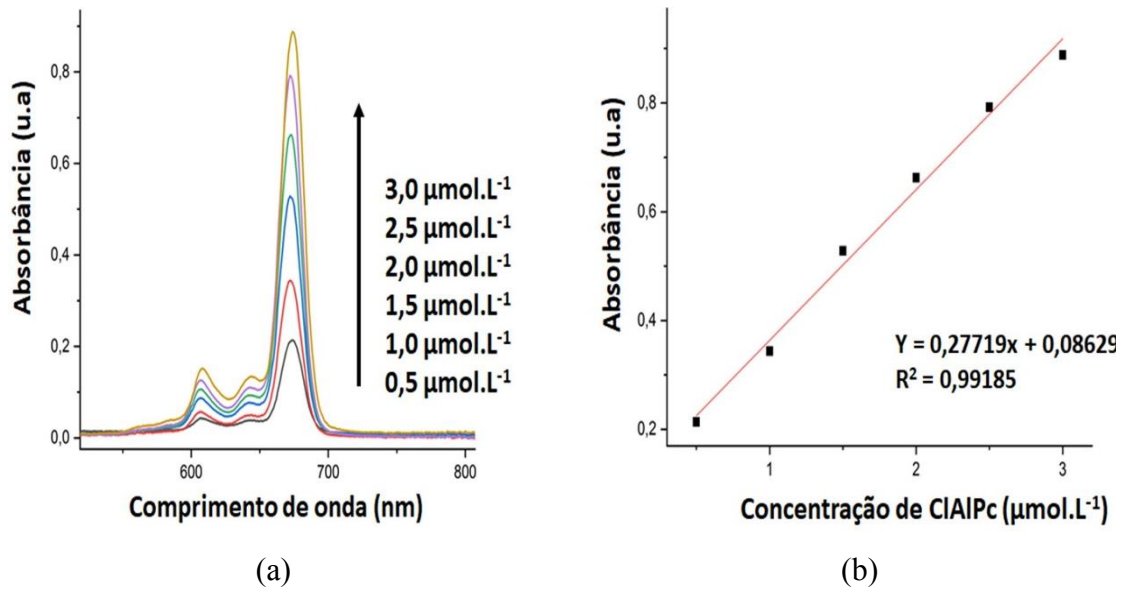 Absorbância (u.a)
0,8
0,6
0,4
0,2
0,0
600
700
800
Comprimento de onda (nm)
3,0 µmol.L⁻¹
2,5 µmol.L⁻¹
2,0 µmol.L⁻¹
1,5 µmol.L⁻¹
1,0 µmol.L⁻¹
0,5 µmol.L⁻¹
(a)
Absorbância (u.a)
0,8
0,6
0,4
0,2
1
2
3
Y = 0,27719x + 0,08629
R² = 0,99185
Concentração de ClAlPc (µmol.L⁻¹)
(b)